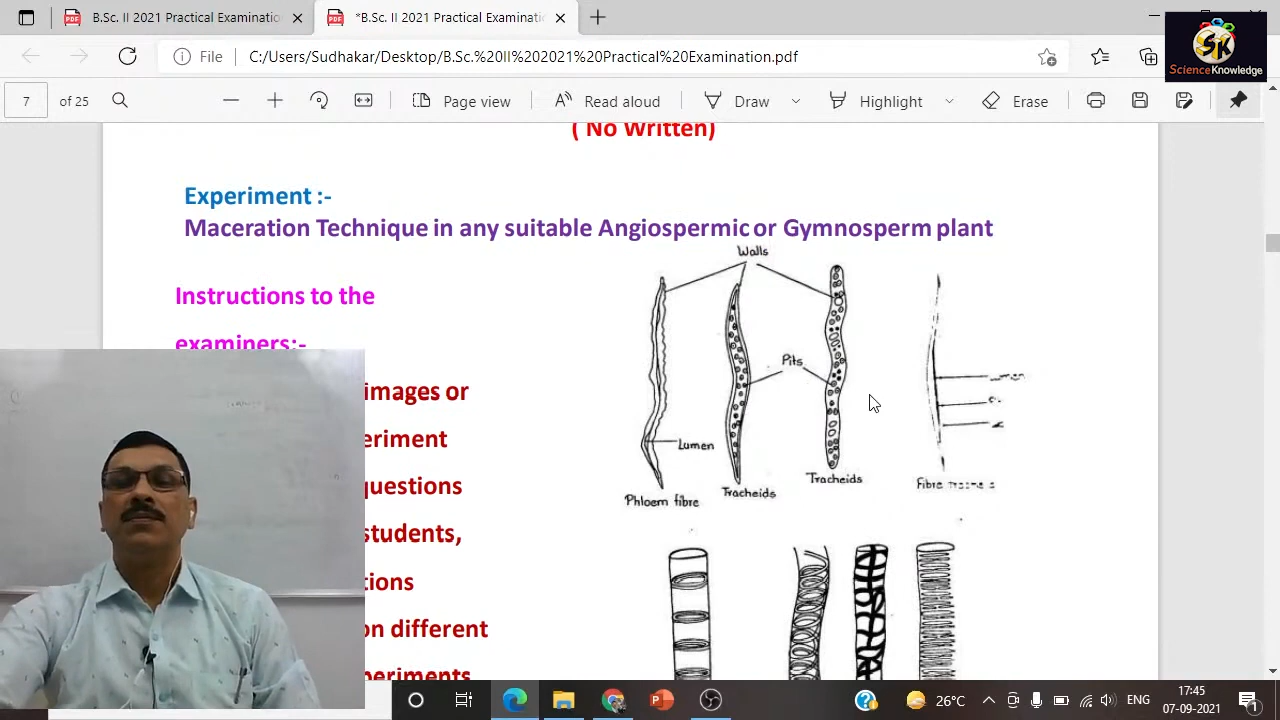 B.Sc. II 2021 Practical Examinatio
*B.Sc. II 2021 Practical Examinati
SK
Science Knowledge
File
C:/Users/Sudhakar/Desktop/B.Sc.%20II%202021%20Practical%20Examination.pdf
7 of 25
Page view
Read aloud
Draw
Highlight
Erase
( No Written)
Experiment :-
Maceration Technique in any suitable Angiospermic or Gymnosperm plant
Walls
Instructions to the
examiners:-
Pits
images or
eriment
Lumen
questions
Phloem fibre
Tracheids
Tracheids
Fibre
students,
tions
on different
periments
26°C
ENG
17:45
07-09-2021
1